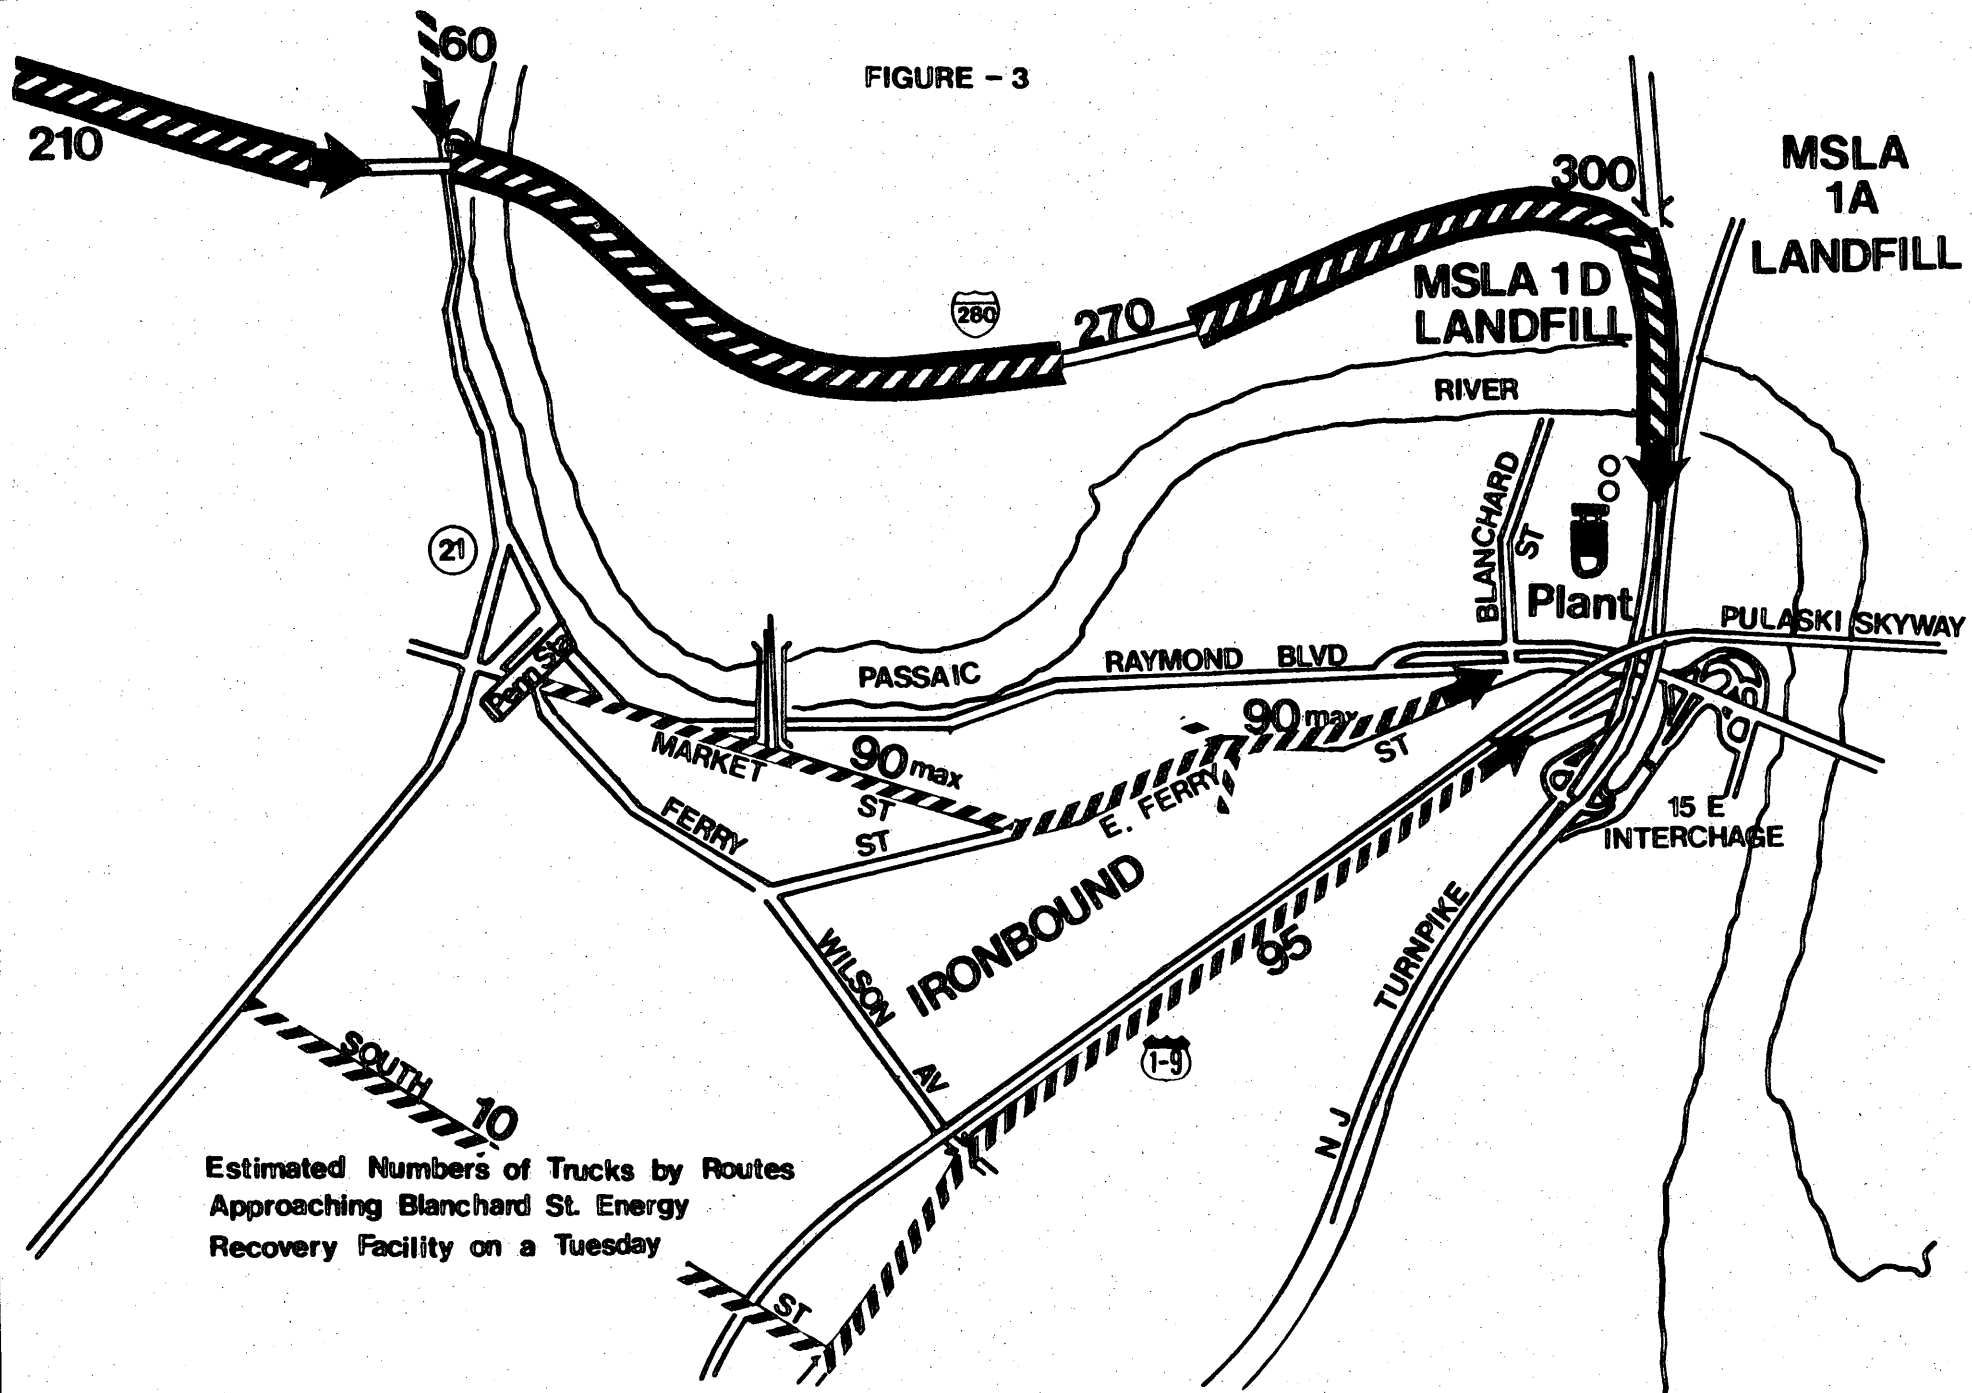 60
FIGURE - 3
210
300
MSLA
1A
LANDFILL
MSLA 1D
LANDFILL
280
270
RIVER
BLANCHARD
ST
21
Plant
PULASKI SKYWAY
Penn Sta
PASSAIC
RAYMOND BLVD
90 max
MARKET
90 max
ST
ST
E. FERRY
FERRY
ST
15 E
INTERCHAGE
IRONBOUND
WILSON
AV
95
TURNPIKE
N J
1-9
SOUTH
10
Estimated Numbers of Trucks by Routes
Approaching Blanchard St. Energy
Recovery Facility on a Tuesday
ST